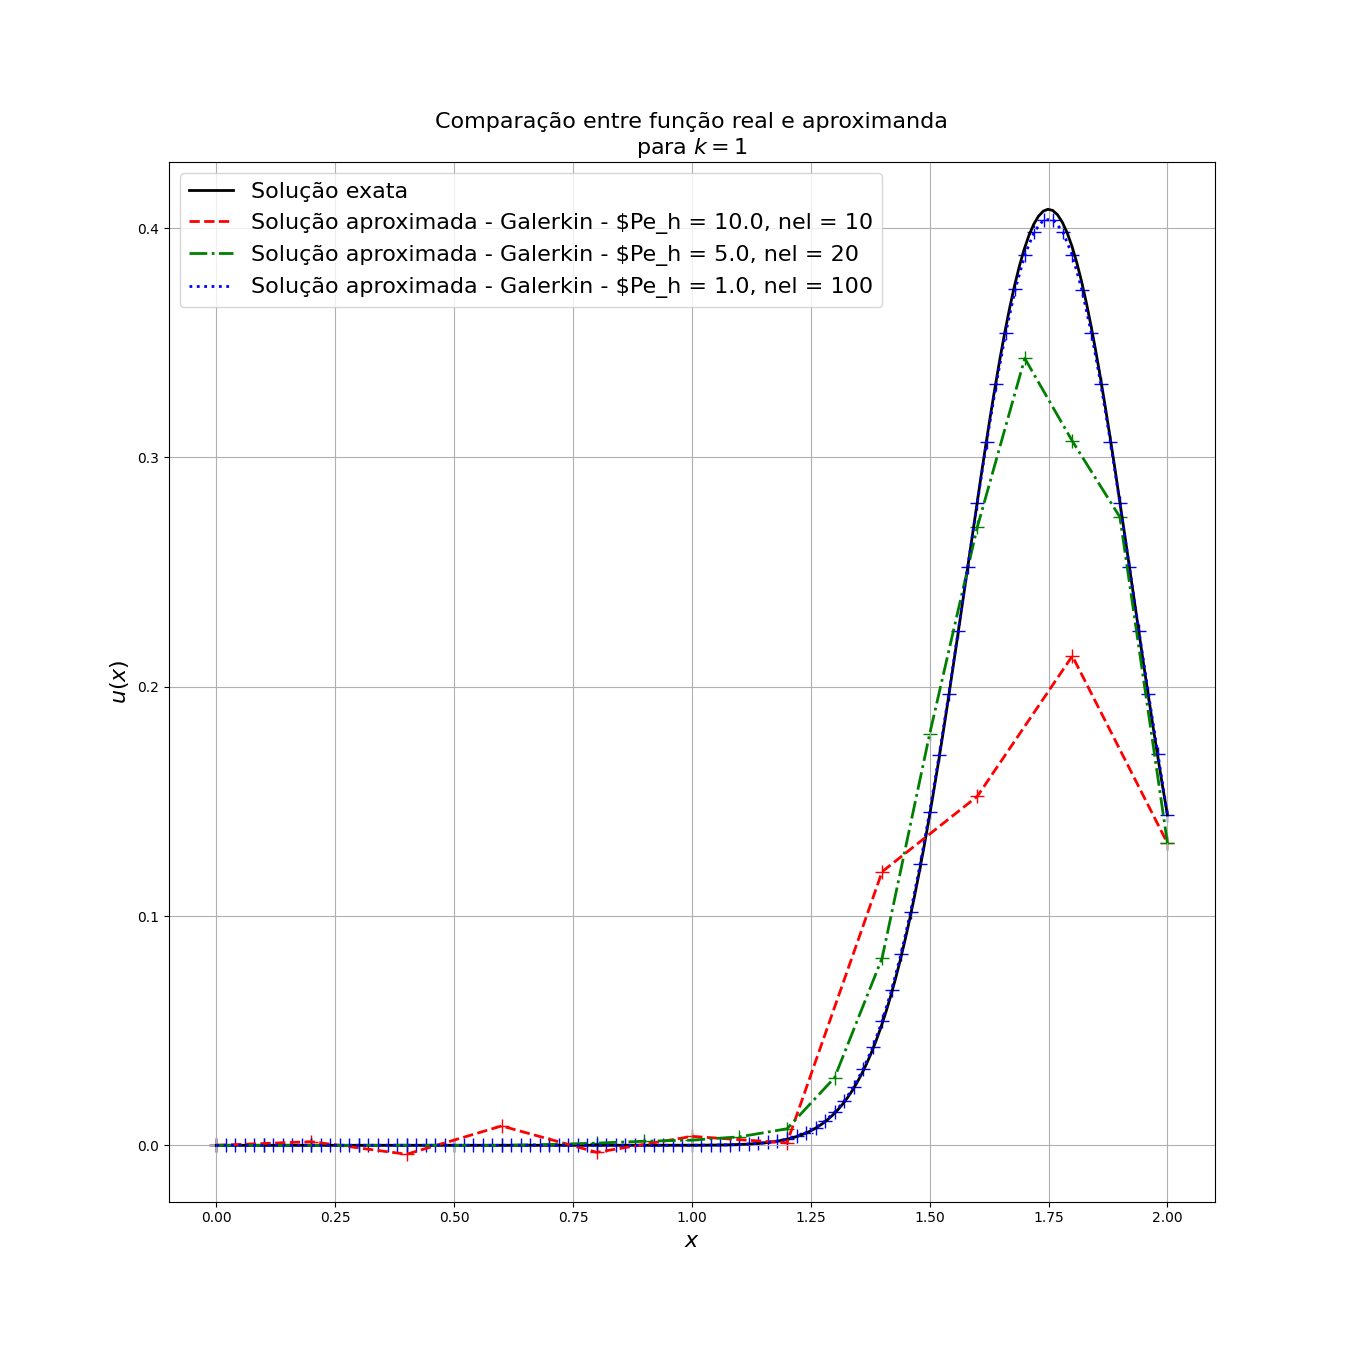 Comparação entre função real e aproximanda
para k = 1
Solução exata
Solução aproximada - Galerkin - $Pe_h = 10.0, nel = 10
Solução aproximada - Galerkin - $Pe_h = 5.0, nel = 20
Solução aproximada - Galerkin - $Pe_h = 1.0, nel = 100
0.4
0.3
0.2
0.1
0.0
u(x)
0.00 0.25 0.50 0.75 1.00 1.25 1.50 1.75 2.00
x